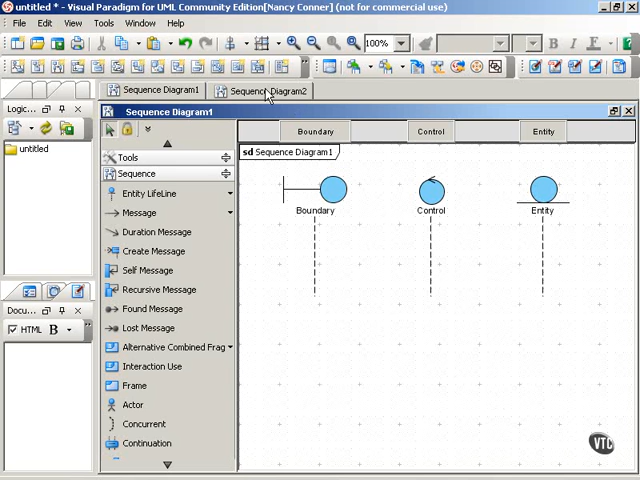 untitled * - Visual Paradigm for UML Community Edition[Nancy Conner] (not for commercial use)
File Edit View Tools Window Help
100%
B I
Sequence Diagram1 Sequence Diagram2
Logic...
untitled
Sequence Diagram1
Boundary Control Entity
Tools
Sequence
Entity LifeLine
Message
Duration Message
Create Message
Self Message
Recursive Message
Found Message
Lost Message
Alternative Combined Frag
Interaction Use
Frame
Actor
Concurrent
Continuation
sd Sequence Diagram1
Boundary Control Entity
Docu...
HTML B
VTC